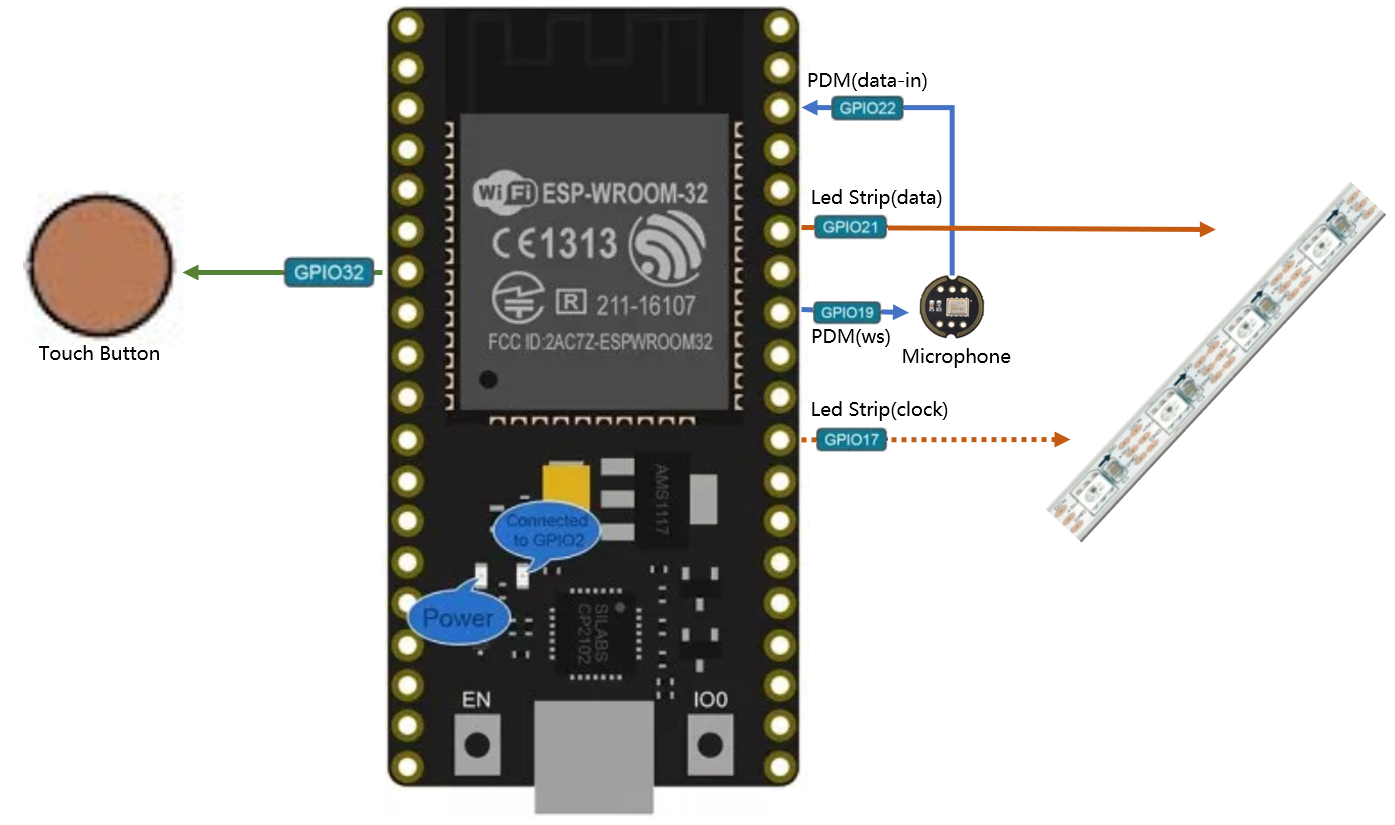 PDM(data-in)
GPIO22
WiFi ESP-WROOM-32
Led Strip(data)
GPIO21
CE1313
GPIO32
R 211-16107
GPIO19
PDM(ws)
FCC ID:2AC7Z-ESPWROOM32
Touch Button
Microphone
Led Strip(clock)
GPIO17
AMS1117
Connected
to GPIO2
Power
SILABS
CP2102
EN
IO0